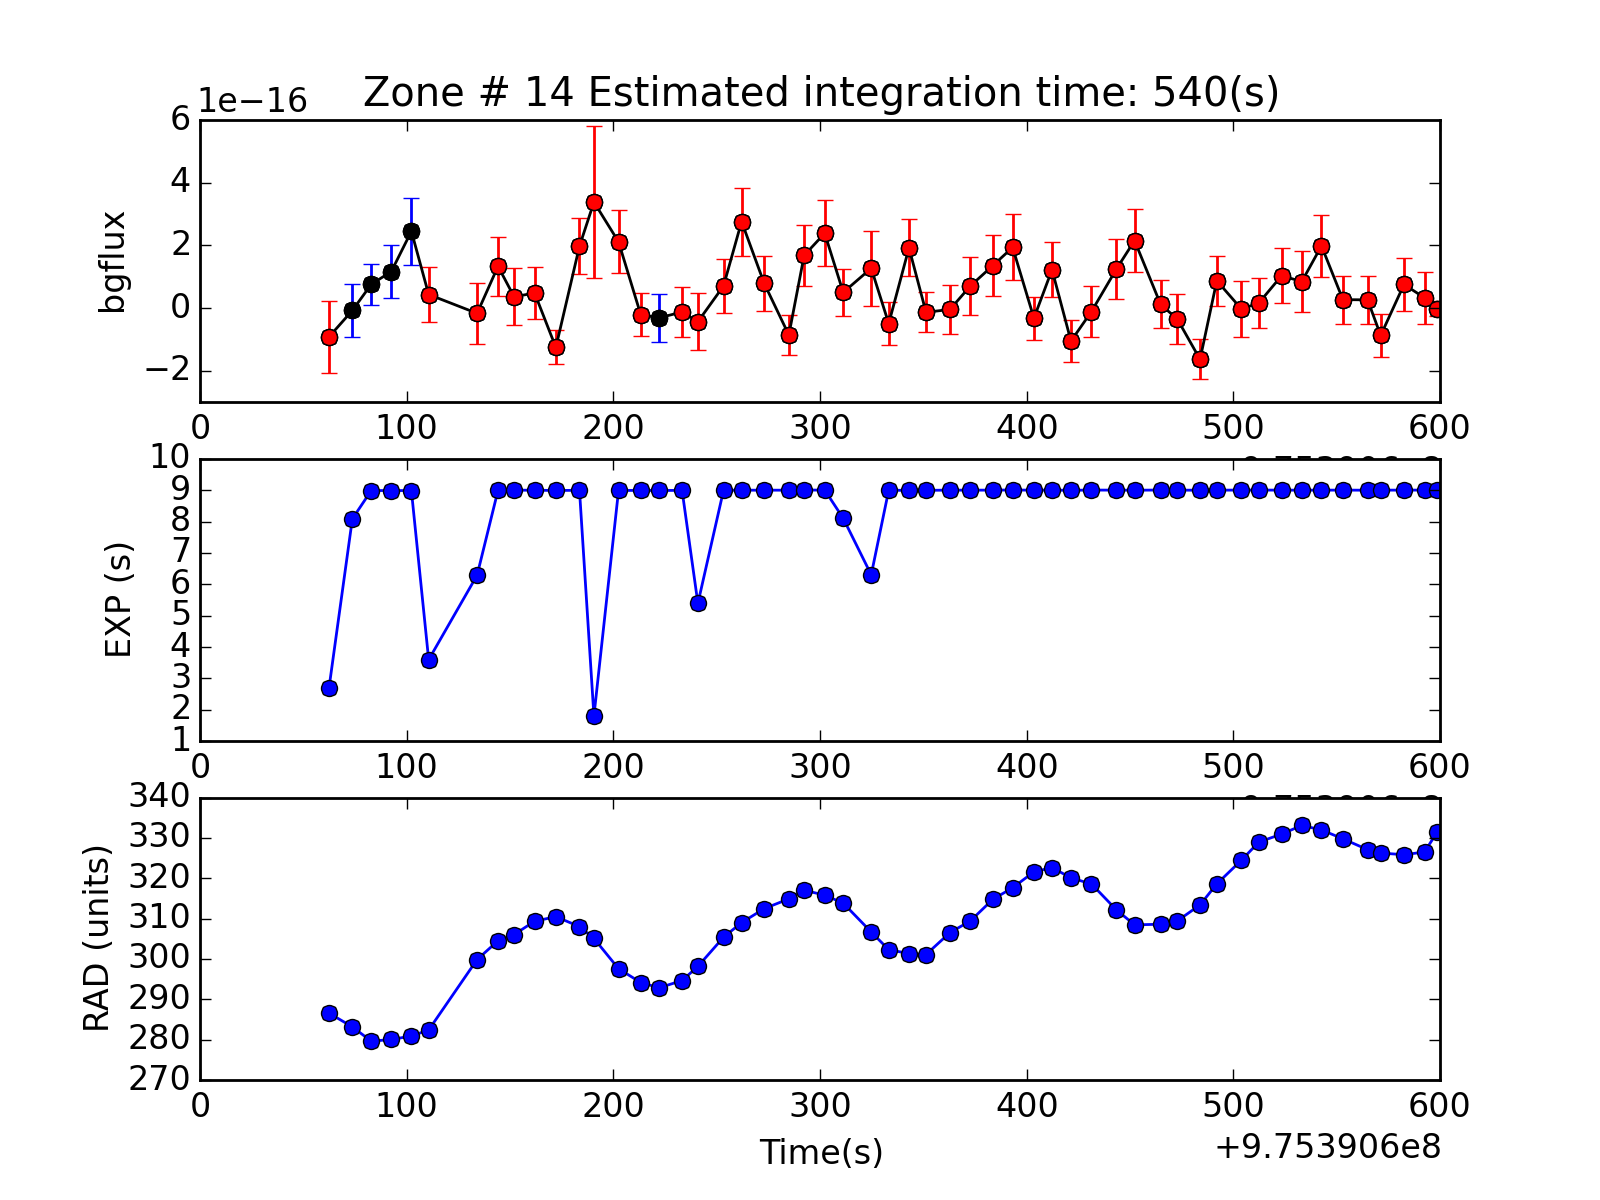 1e−16
Zone # 14 Estimated integration time: 540(s)
6
4
2
0
−2
bgflux
0 100 200 300 400 500 600
10
9
8
7
6
5
4
3
2
1
EXP (s)
0 100 200 300 400 500 600
340
330
320
310
300
290
280
270
RAD (units)
0 100 200 300 400 500 600
Time(s)
+9.753906e8